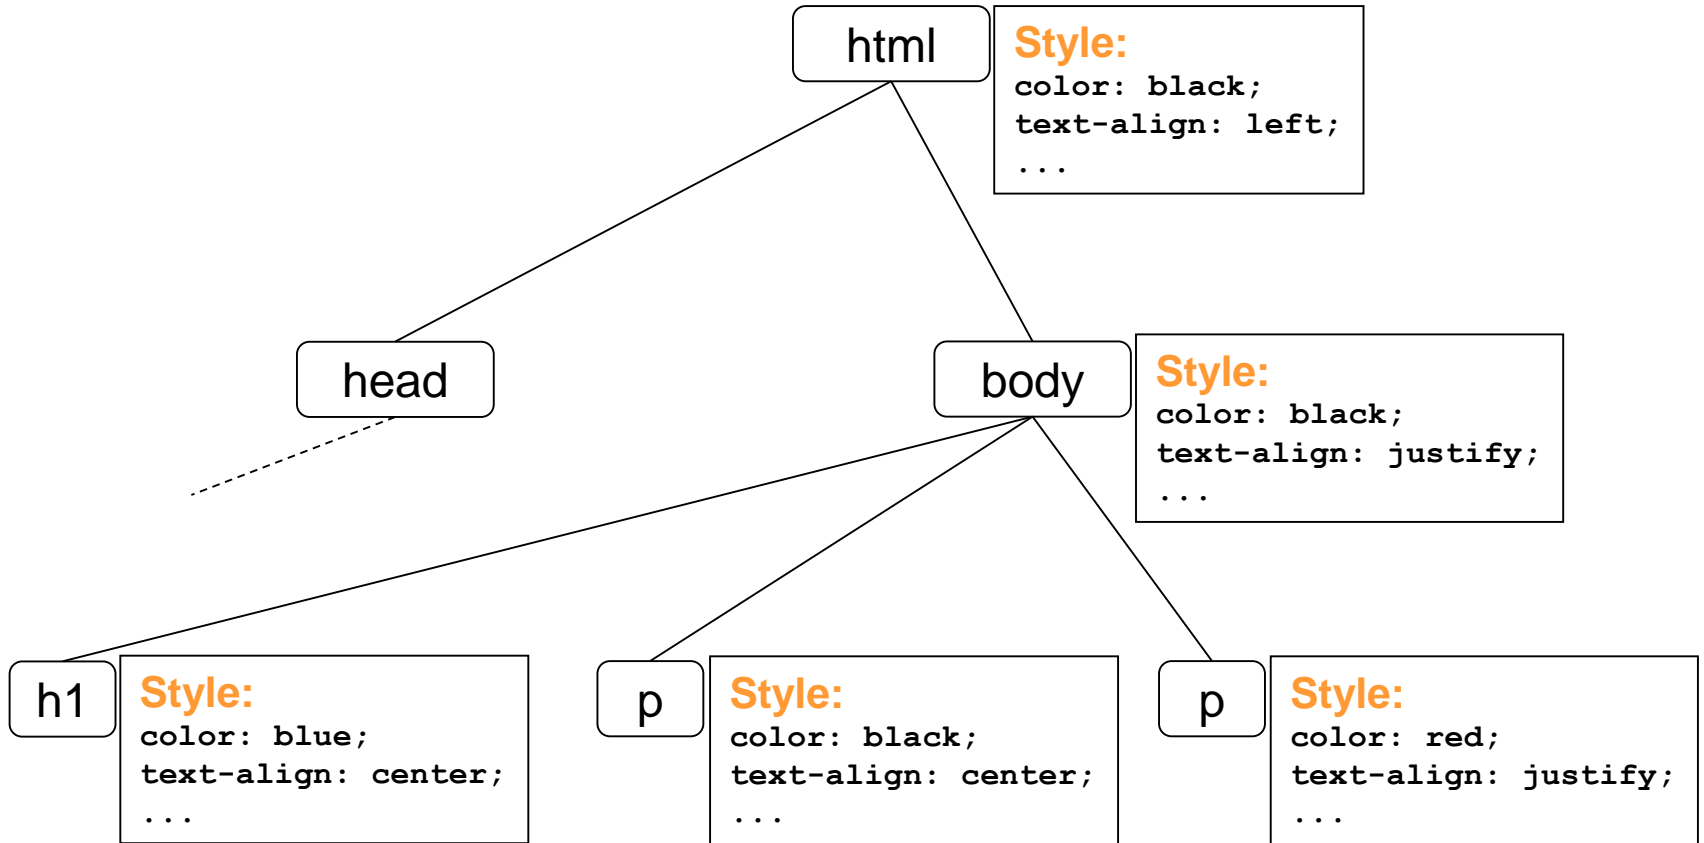 html
Style:
color: black;
text-align: left;
...
head
body
Style:
color: black;
text-align: justify;
...
h1
Style:
color: blue;
text-align: center;
...
p
Style:
color: black;
text-align: center;
...
p
Style:
color: red;
text-align: justify;
...